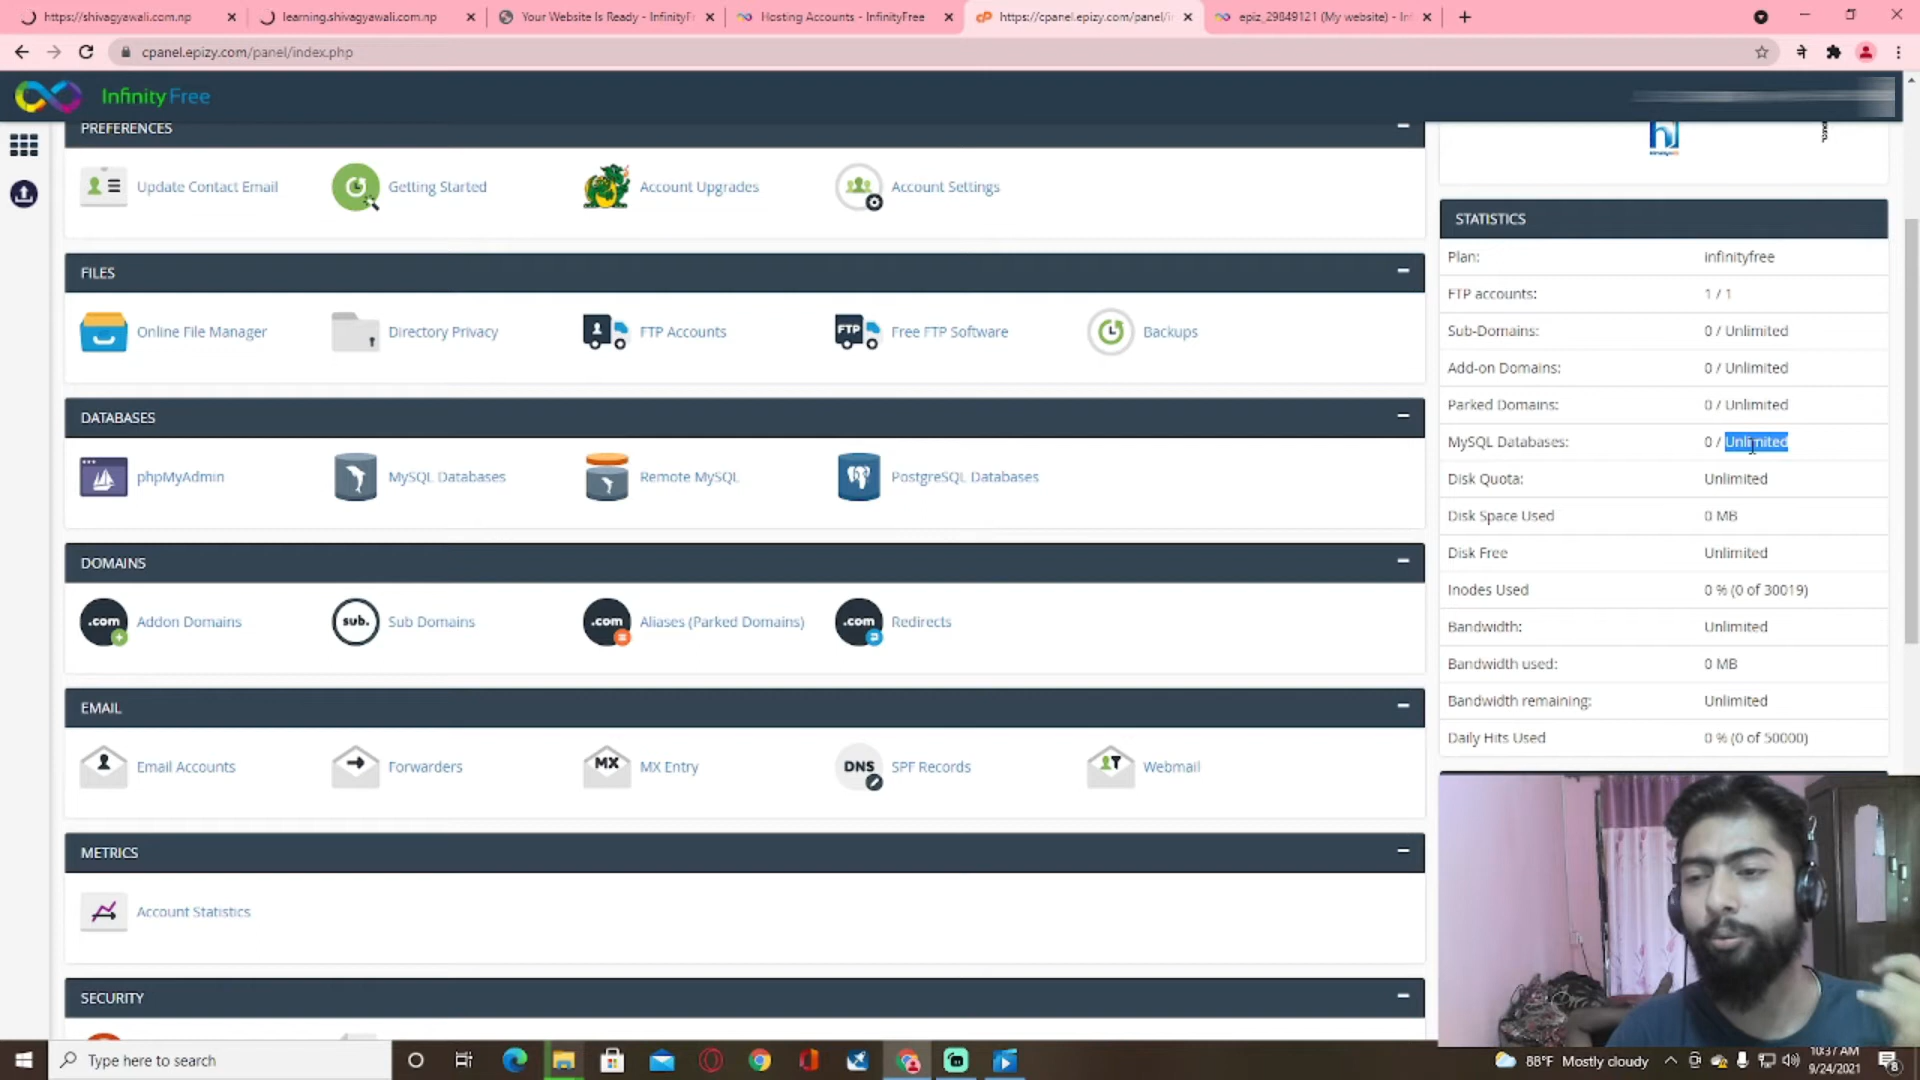 https://shivagyawali.com.np
learning.shivagyawali.com.np
Your Website Is Ready - InfinityFr
Hosting Accounts - InfinityFree
https://cpanel.epizy.com/panel/i
epiz_29849121 (My website) - In
cpanel.epizy.com/panel/index.php
InfinityFree
PREFERENCES
Update Contact Email
Getting Started
Account Upgrades
Account Settings
FILES
Online File Manager
Directory Privacy
FTP Accounts
FTP
Free FTP Software
Backups
DATABASES
phpMyAdmin
MySQL Databases
Remote MySQL
PostgreSQL Databases
DOMAINS
.com
Addon Domains
sub.
Sub Domains
.com
Aliases (Parked Domains)
.com
Redirects
EMAIL
Email Accounts
Forwarders
MX
MX Entry
DNS
SPF Records
Webmail
METRICS
Account Statistics
SECURITY
STATISTICS
Plan: infinityfree
FTP accounts: 1 / 1
Sub-Domains: 0 / Unlimited
Add-on Domains: 0 / Unlimited
Parked Domains: 0 / Unlimited
MySQL Databases: 0 / Unlimited
Disk Quota: Unlimited
Disk Space Used 0 MB
Disk Free Unlimited
Inodes Used 0 % (0 of 30019)
Bandwidth: Unlimited
Bandwidth used: 0 MB
Bandwidth remaining: Unlimited
Daily Hits Used 0 % (0 of 50000)
Type here to search
88°F Mostly cloudy
10:37 AM
9/24/2021
8